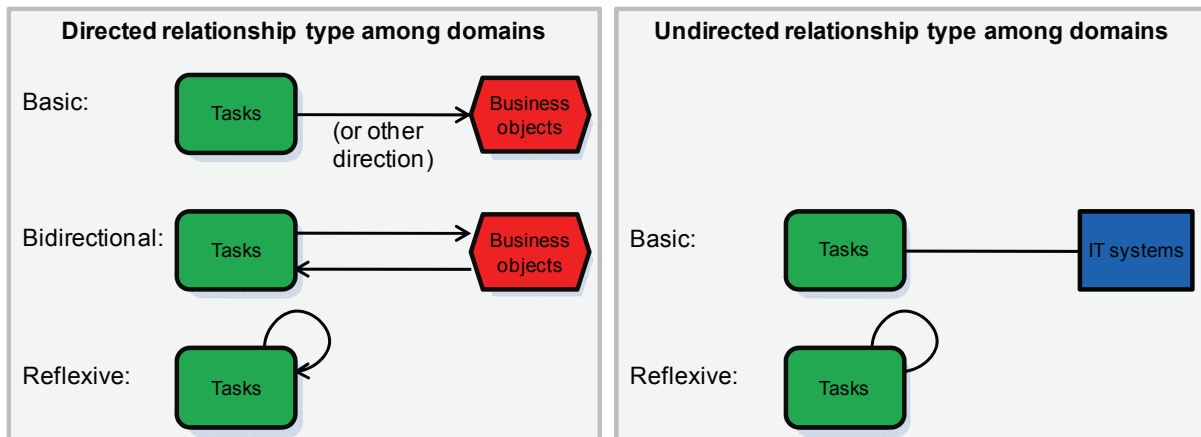 Directed relationship type among domains
Basic:
Tasks
(or other
direction)
Business
objects
Bidirectional:
Tasks
Business
objects
Reflexive:
Tasks
Undirected relationship type among domains
Basic:
Tasks
IT systems
Reflexive:
Tasks